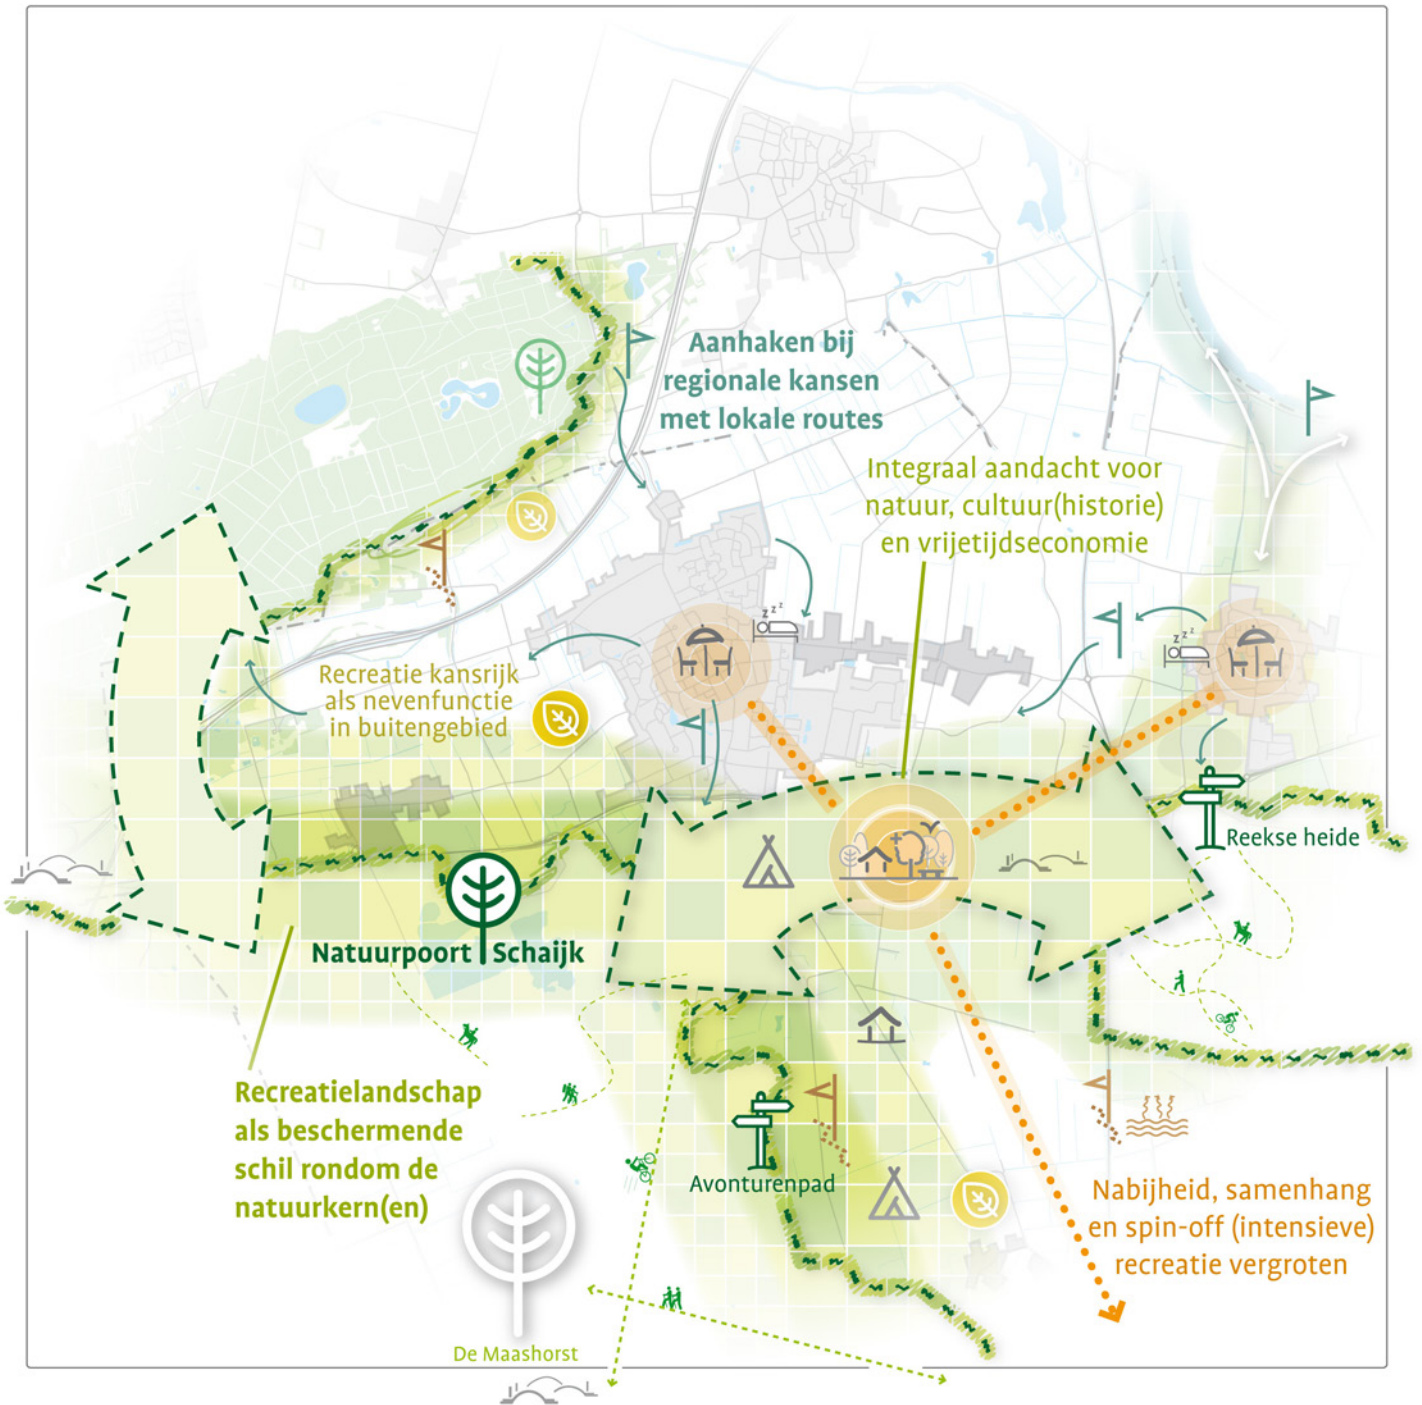 Aanhaken bij
regionale kansen
met lokale routes
Integraal aandacht voor
natuur, cultuur(historie)
en vrijetijdseconomie
z z z
z z z
Recreatie kansrijk
als nevenfunctie
in buitengebied
Reekse heide
Natuurpoort Schaijk
Recreatielandschap
als beschermende
schil rondom de
natuurkern(en)
Avonturenpad
Nabijheid, samenhang
en spin-off (intensieve)
recreatie vergroten
De Maashorst